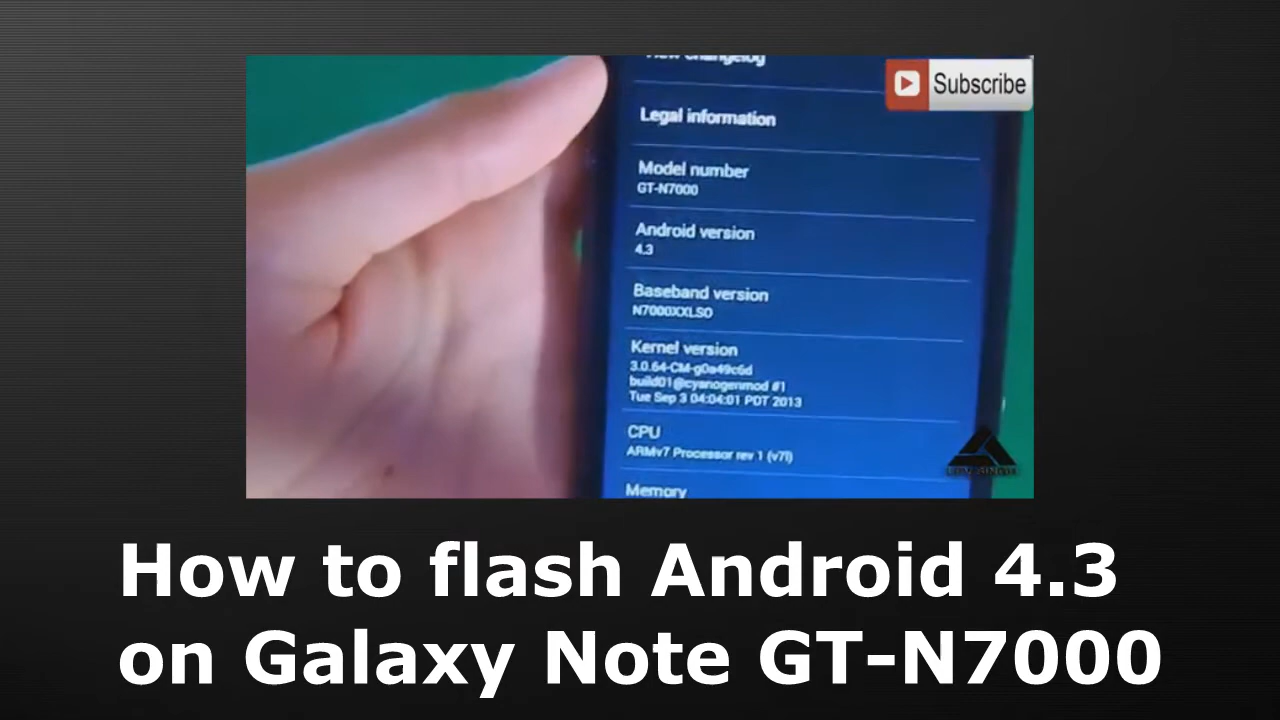 Subscribe
Legal information
Model number
GT-N7000
Android version
4.3
Baseband version
N7000XXLSO
Kernel version
3.0.64-CM-g0a49c6d
build01@cyanogenmod #1
Tue Sep 3 04:04:01 PDT 2013
CPU
ARMv7 Processor rev 1 (v7l)
Memory
How to flash Android 4.3
on Galaxy Note GT-N7000